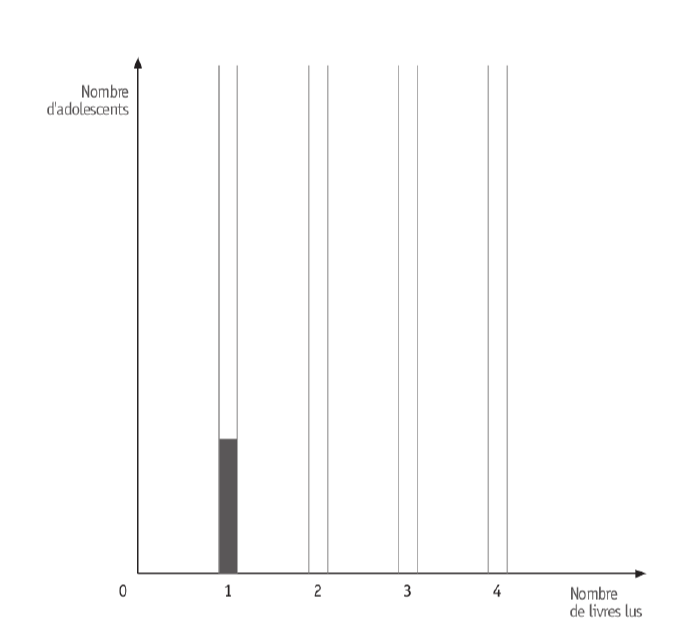 Nombre
d'adolescents
0 1 2 3 4
Nombre
de livres lus